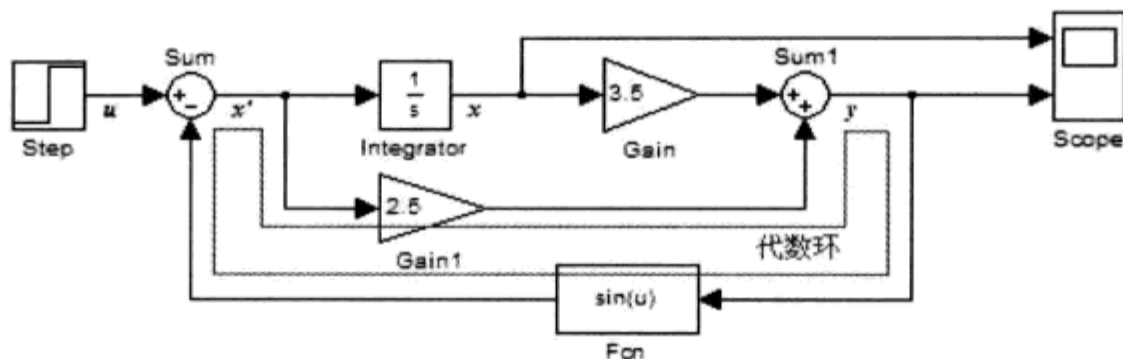 Step
u
Sum
+
−
x'
1
s
Integrator
x
3.5
Gain
Sum1
+
+
y
Scope
2.5
Gain1
代数环
sin(u)
Fcn